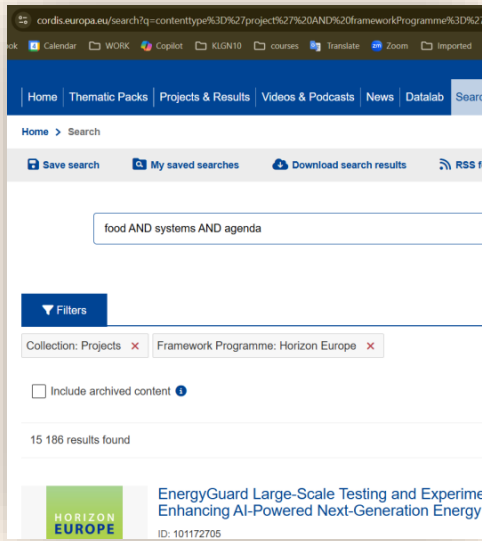 cordis.europa.eu/search?q=contenttype%3D%27project%27%20AND%20frameworkProgramme%3D%27
ok Calendar WORK Copilot KLGN10 courses Translate Zoom Imported
Home Thematic Packs Projects & Results Videos & Podcasts News Datalab Searc
Home > Search
Save search My saved searches Download search results RSS f
food AND systems AND agenda
Filters
Collection: Projects × Framework Programme: Horizon Europe ×
Include archived content
15 186 results found
EnergyGuard Large-Scale Testing and Experime
Enhancing AI-Powered Next-Generation Energy
HORIZON
EUROPE
ID: 101172705